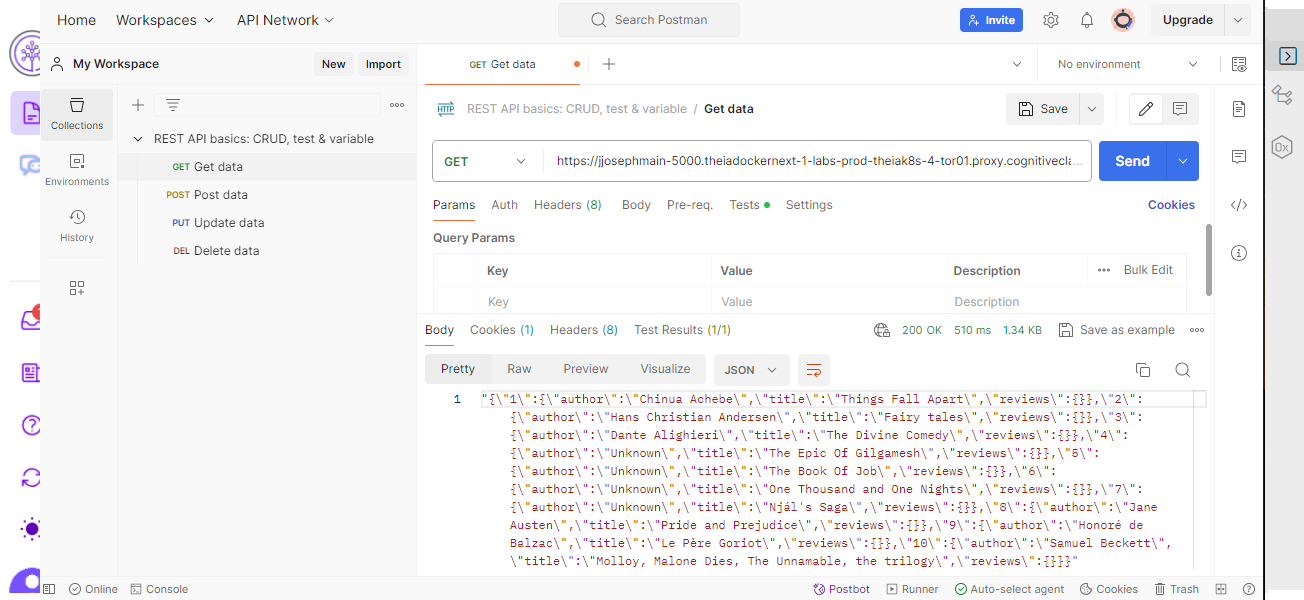 Home Workspaces API Network Search Postman Invite Upgrade
My Workspace New Import GET Get data No environment
Collections
Environments
History
REST API basics: CRUD, test & variable
GET Get data
POST Post data
PUT Update data
DEL Delete data
HTTP REST API basics: CRUD, test & variable / Get data Save
GET https://jjosephmain-5000.theiadockernext-1-labs-prod-theiak8s-4-tor01.proxy.cognitivecla... Send
Params Auth Headers (8) Body Pre-req. Tests Settings Cookies
Query Params
Key Value Description Bulk Edit
Key Value Description
Body Cookies (1) Headers (8) Test Results (1/1) 200 OK 510 ms 1.34 KB Save as example
Pretty Raw Preview Visualize JSON
1 "{\"1\":{\"author\":\"Chinua Achebe\",\"title\":\"Things Fall Apart\",\"reviews\":{}},\"2\":
{\"author\":\"Hans Christian Andersen\",\"title\":\"Fairy tales\",\"reviews\":{}},\"3\":
{\"author\":\"Dante Alighieri\",\"title\":\"The Divine Comedy\",\"reviews\":{}},\"4\":
{\"author\":\"Unknown\",\"title\":\"The Epic Of Gilgamesh\",\"reviews\":{}},\"5\":
{\"author\":\"Unknown\",\"title\":\"The Book Of Job\",\"reviews\":{}},\"6\":
{\"author\":\"Unknown\",\"title\":\"One Thousand and One Nights\",\"reviews\":{}},\"7\":
{\"author\":\"Unknown\",\"title\":\"Njál's Saga\",\"reviews\":{}},\"8\":{\"author\":\"Jane
Austen\",\"title\":\"Pride and Prejudice\",\"reviews\":{}},\"9\":{\"author\":\"Honoré de
Balzac\",\"title\":\"Le Père Goriot\",\"reviews\":{}},\"10\":{\"author\":\"Samuel Beckett\",
\"title\":\"Molloy, Malone Dies, The Unnamable, the trilogy\",\"reviews\":{}}}"
Online Console Postbot Runner Auto-select agent Cookies Trash
0x